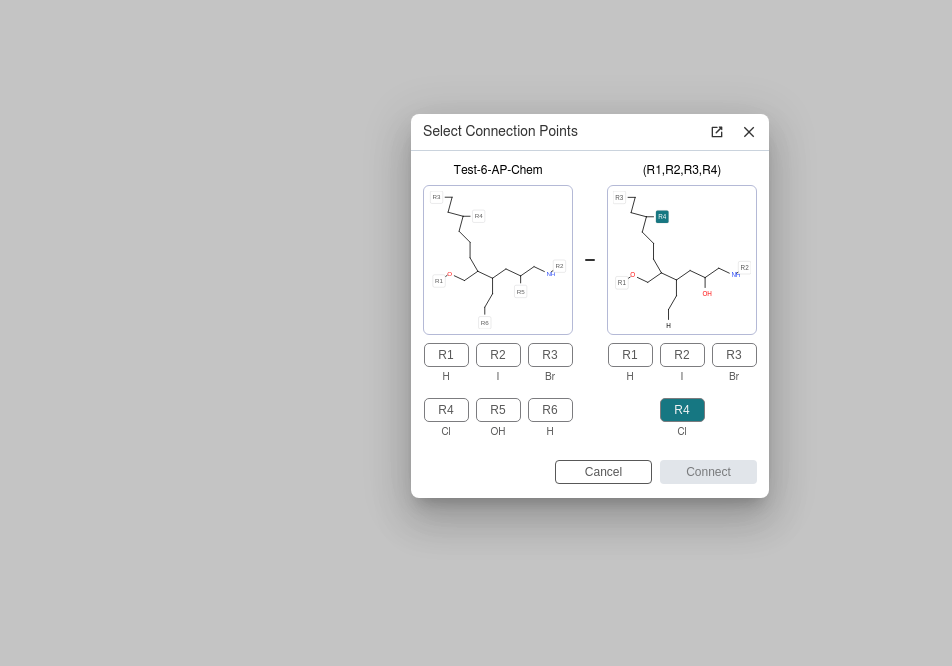 Select Connection Points
Test-6-AP-Chem
(R1,R2,R3,R4)
R3
R4
R1
O
NH
R2
R5
R6
–
R3
R4
R1
O
NH
R2
OH
H
R1 R2 R3
H I Br
R4 R5 R6
Cl OH H
R1 R2 R3
H I Br
R4
Cl
Cancel Connect